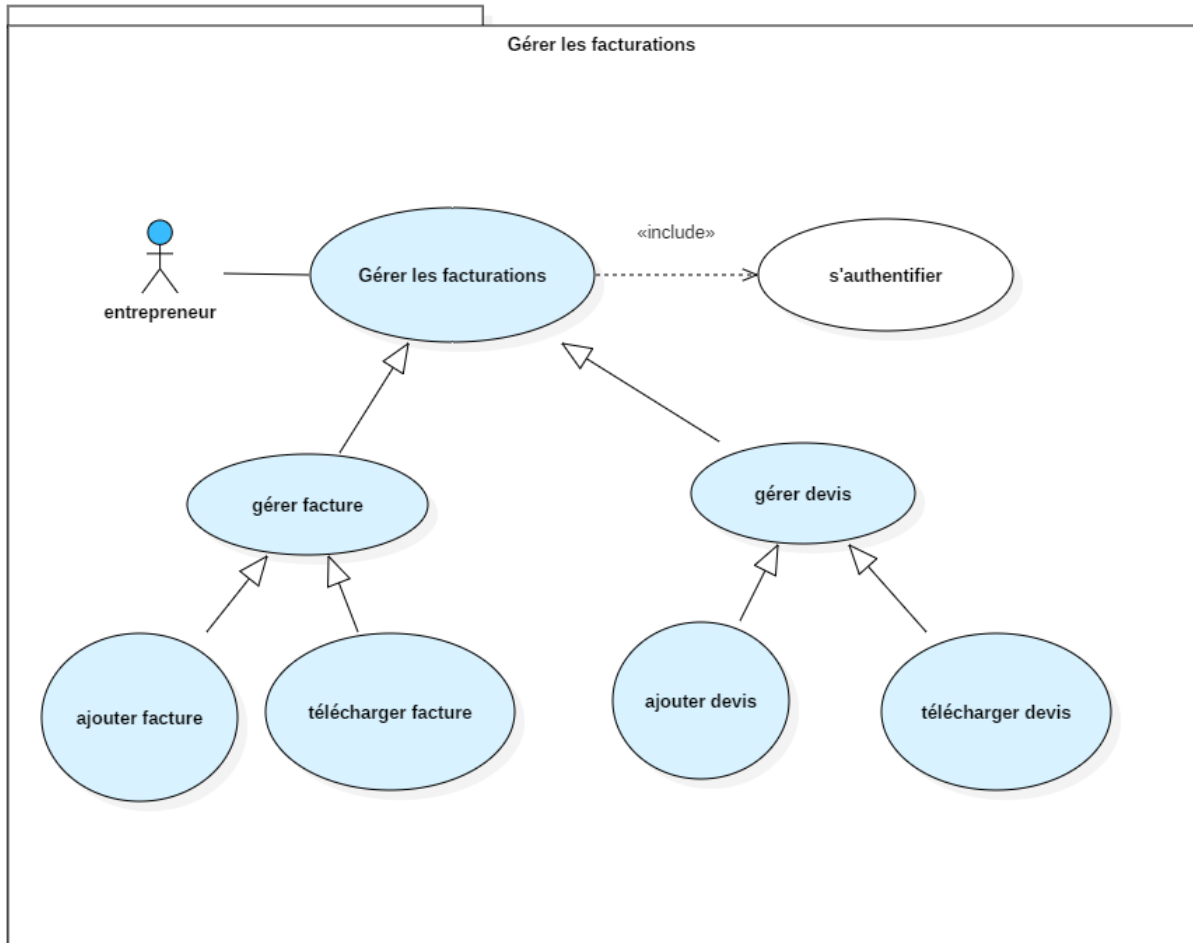 Gérer les facturations
«include»
Gérer les facturations
s'authentifier
entrepreneur
gérer facture
gérer devis
ajouter facture
télécharger facture
ajouter devis
télécharger devis